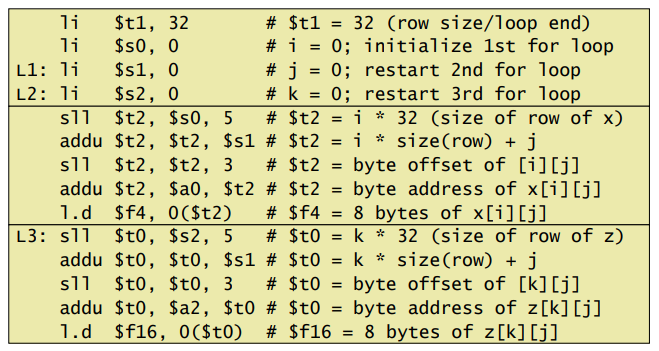 li $t1, 32 # $t1 = 32 (row size/loop end)
li $s0, 0 # i = 0; initialize 1st for loop
L1: li $s1, 0 # j = 0; restart 2nd for loop
L2: li $s2, 0 # k = 0; restart 3rd for loop
sll $t2, $s0, 5 # $t2 = i * 32 (size of row of x)
addu $t2, $t2, $s1 # $t2 = i * size(row) + j
sll $t2, $t2, 3 # $t2 = byte offset of [i][j]
addu $t2, $a0, $t2 # $t2 = byte address of x[i][j]
l.d $f4, 0($t2) # $f4 = 8 bytes of x[i][j]
L3: sll $t0, $s2, 5 # $t0 = k * 32 (size of row of z)
addu $t0, $t0, $s1 # $t0 = k * size(row) + j
sll $t0, $t0, 3 # $t0 = byte offset of [k][j]
addu $t0, $a2, $t0 # $t0 = byte address of z[k][j]
l.d $f16, 0($t0) # $f16 = 8 bytes of z[k][j]